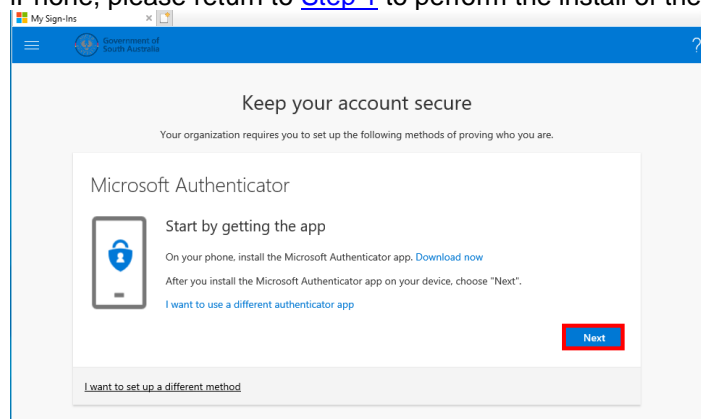 iPhone, please return to Step 1 to perform the install of the
My Sign-Ins
Government of
South Australia
?
Keep your account secure
Your organization requires you to set up the following methods of proving who you are.
Microsoft Authenticator
Start by getting the app
On your phone, install the Microsoft Authenticator app. Download now
After you install the Microsoft Authenticator app on your device, choose "Next".
I want to use a different authenticator app
Next
I want to set up a different method